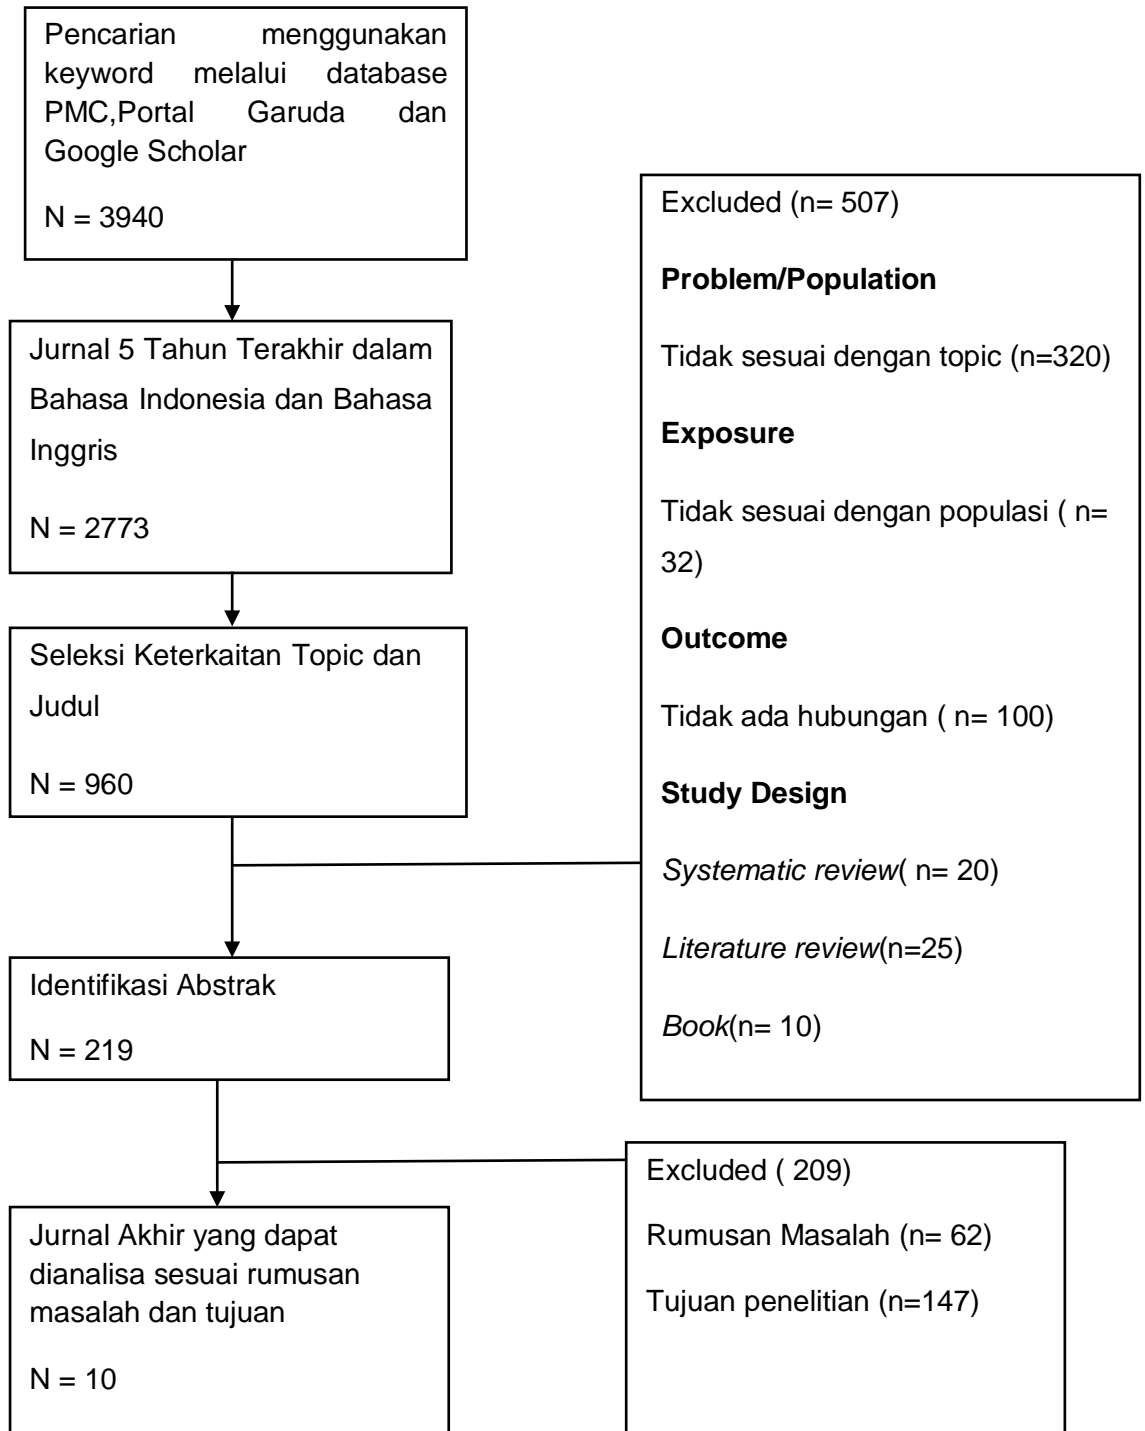 Pencarian menggunakan
keyword melalui database
PMC,Portal Garuda dan
Google Scholar
N = 3940
Jurnal 5 Tahun Terakhir dalam
Bahasa Indonesia dan Bahasa
Inggris
N = 2773
Seleksi Keterkaitan Topic dan
Judul
N = 960
Excluded (n= 507)
Problem/Population
Tidak sesuai dengan topic (n=320)
Exposure
Tidak sesuai dengan populasi ( n=
32)
Outcome
Tidak ada hubungan ( n= 100)
Study Design
Systematic review( n= 20)
Literature review(n=25)
Book(n= 10)
Identifikasi Abstrak
N = 219
Excluded ( 209)
Rumusan Masalah (n= 62)
Tujuan penelitian (n=147)
Jurnal Akhir yang dapat
dianalisa sesuai rumusan
masalah dan tujuan
N = 10